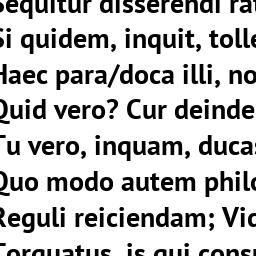 Sequitur disserendi rat
Si quidem, inquit, tolle
Haec para/doca illi, no
Quid vero? Cur deinde
Tu vero, inquam, ducas
Quo modo autem philo
Reguli reiciendam; Vid
Torquatus, is qui consu